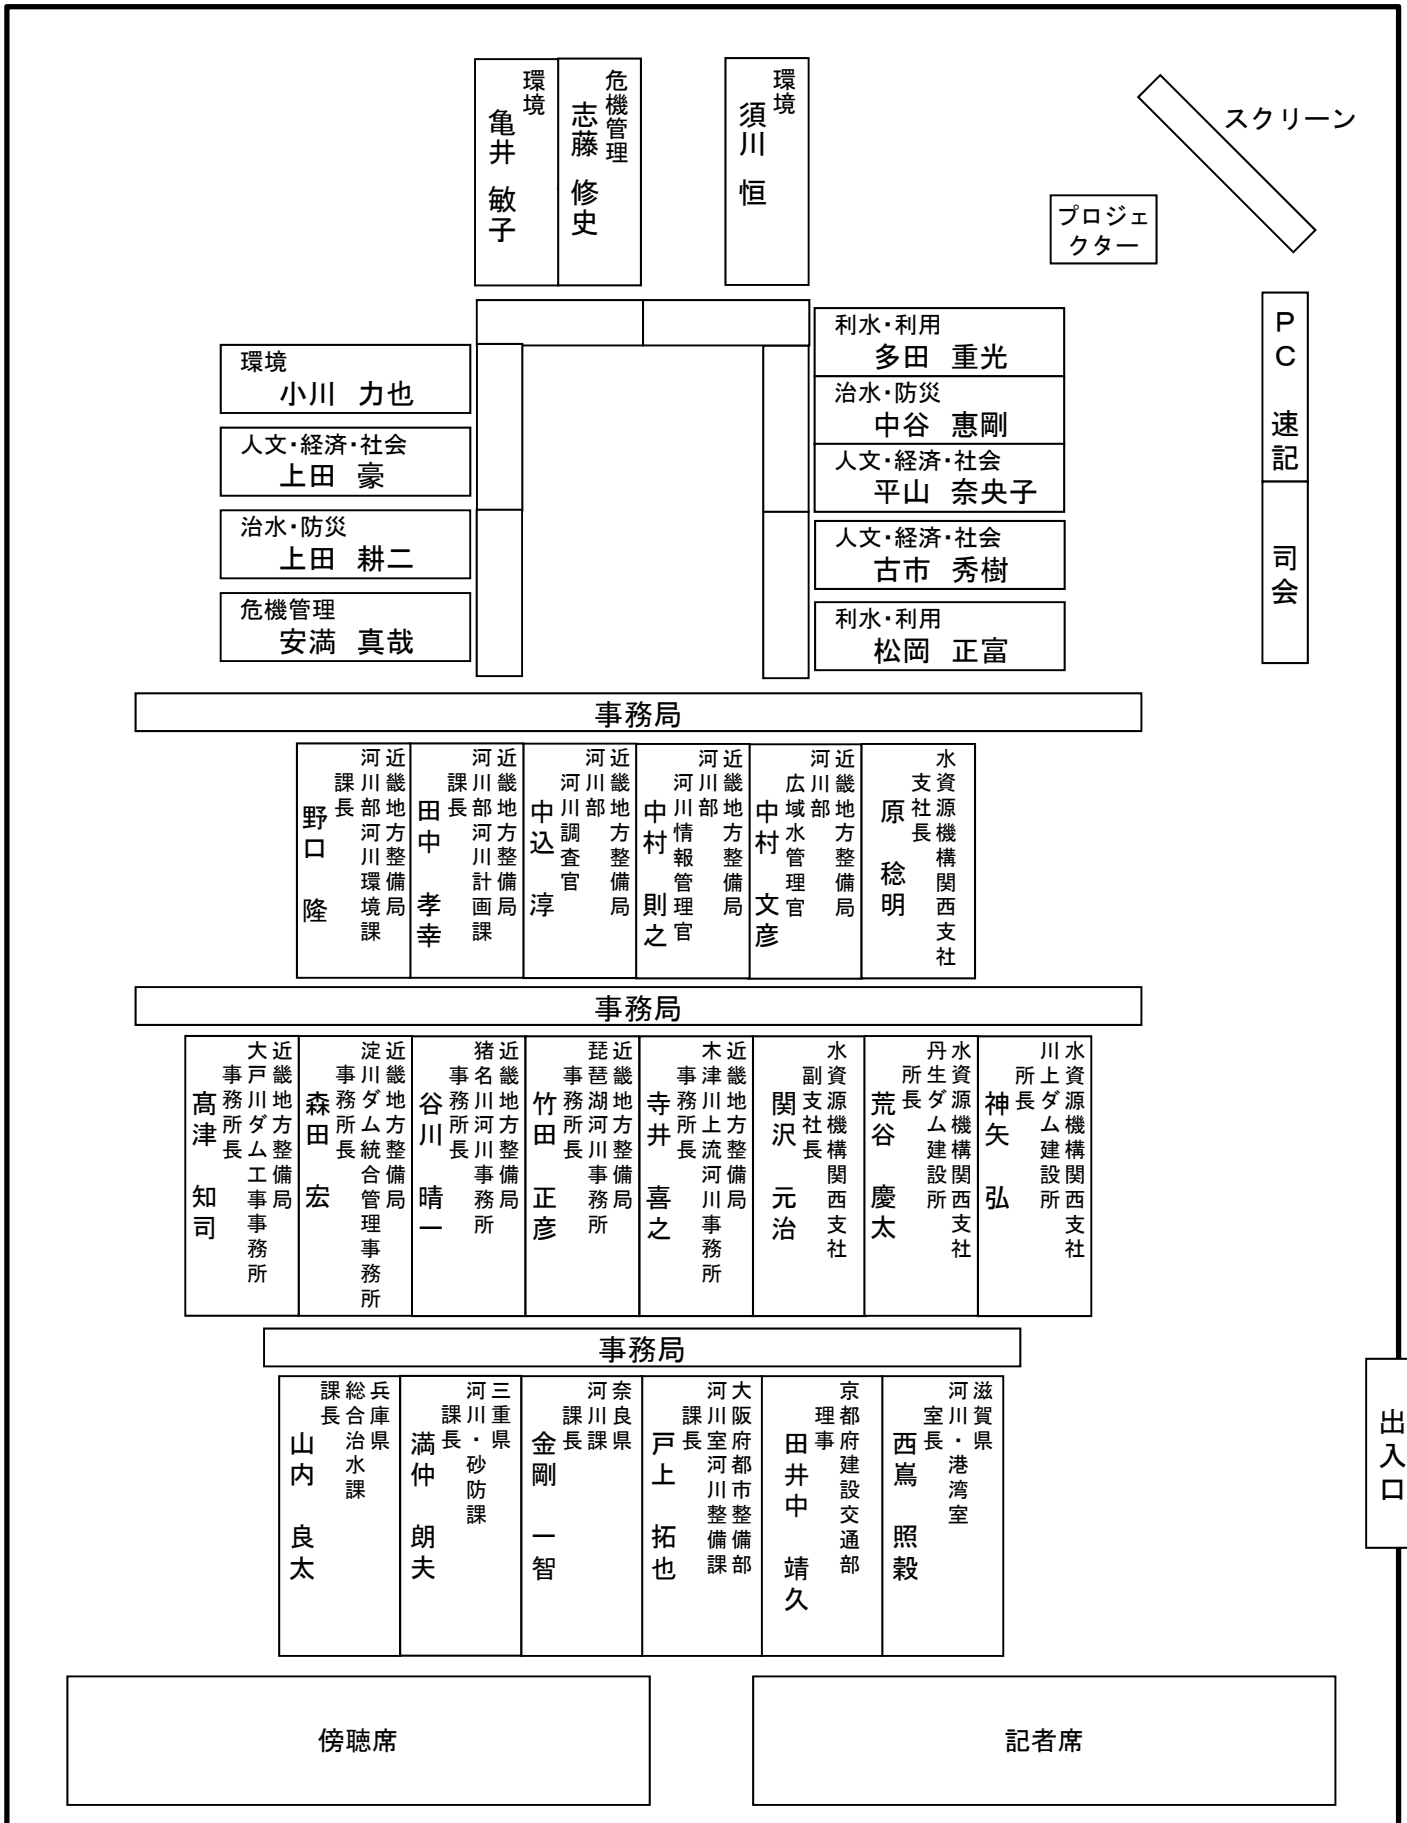 環境
亀井 敏子
危機管理
志藤 修史
環境
須川 恒
スクリーン
プロジェ
クター
利水・利用
多田 重光
治水・防災
中谷 惠剛
人文・経済・社会
平山 奈央子
人文・経済・社会
古市 秀樹
利水・利用
松岡 正富
環境
小川 力也
人文・経済・社会
上田 豪
治水・防災
上田 耕二
危機管理
安満 真哉
PC 速記
司会
事務局
近畿地方整備局
河川部河川環境課
課長
野口 隆
近畿地方整備局
河川部河川計画課
課長
田中 孝幸
近畿地方整備局
河川部
河川調査官
中込 淳
近畿地方整備局
河川部
河川情報管理官
中村 則之
近畿地方整備局
河川部
広域水管理官
中村 文彦
水資源機構関西支社
支社長
原 稔明
事務局
近畿地方整備局
大戸川ダム工事事務所
事務所長
髙津 知司
近畿地方整備局
淀川ダム統合管理事務所
事務所長
森田 宏
近畿地方整備局
猪名川河川事務所
事務所長
谷川 晴一
近畿地方整備局
琵琶湖河川事務所
事務所長
竹田 正彦
近畿地方整備局
木津川上流河川事務所
事務所長
寺井 喜之
水資源機構関西支社
副支社長
関沢 元治
水資源機構関西支社
丹生ダム建設所
所長
荒谷 慶太
水資源機構関西支社
川上ダム建設所
所長
神矢 弘
事務局
兵庫県
総合治水課
課長
山内 良太
三重県
河川・砂防課
課長
満仲 朗夫
奈良県
河川課
課長
金剛 一智
大阪府都市整備部
河川室河川整備課
課長
戸上 拓也
京都府建設交通部
理事
田井中 靖久
滋賀県
河川・港湾室
室長
西嶌 照毅
出入口
傍聴席
記者席